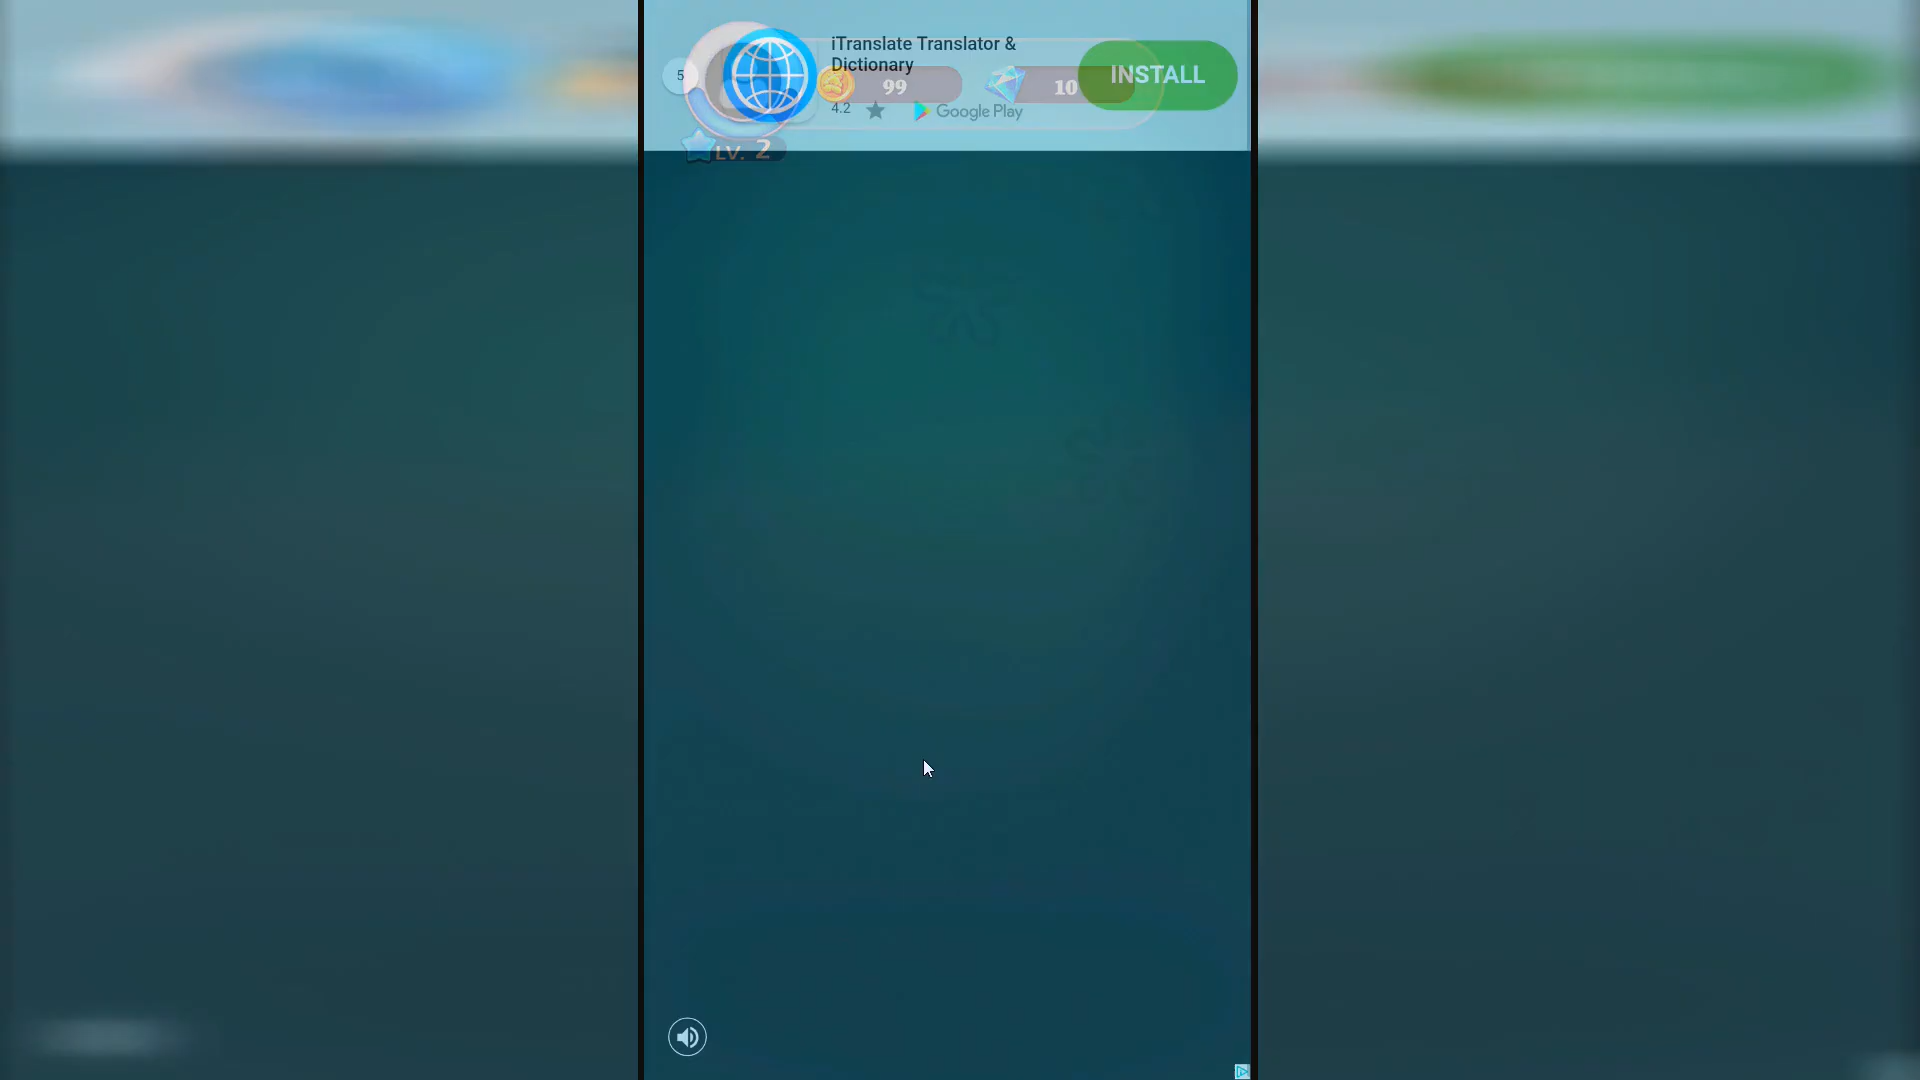 iTranslate Translator &
Dictionary
INSTALL
5
99
10
4.2
Google Play
LV. 2